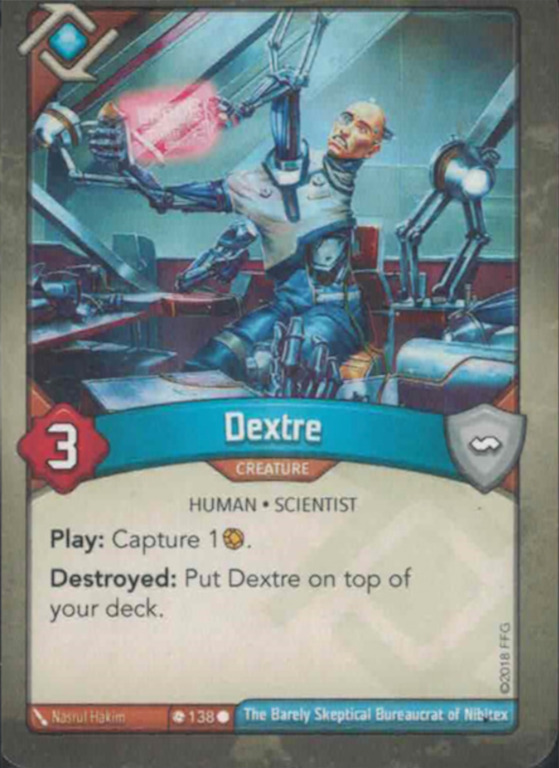 Dextre
CREATURE
3
HUMAN • SCIENTIST
Play: Capture 1.
Destroyed: Put Dextre on top of
your deck.
©2018 FFG
Nasrul Hakim
138
The Barely Skeptical Bureaucrat of Nibitex